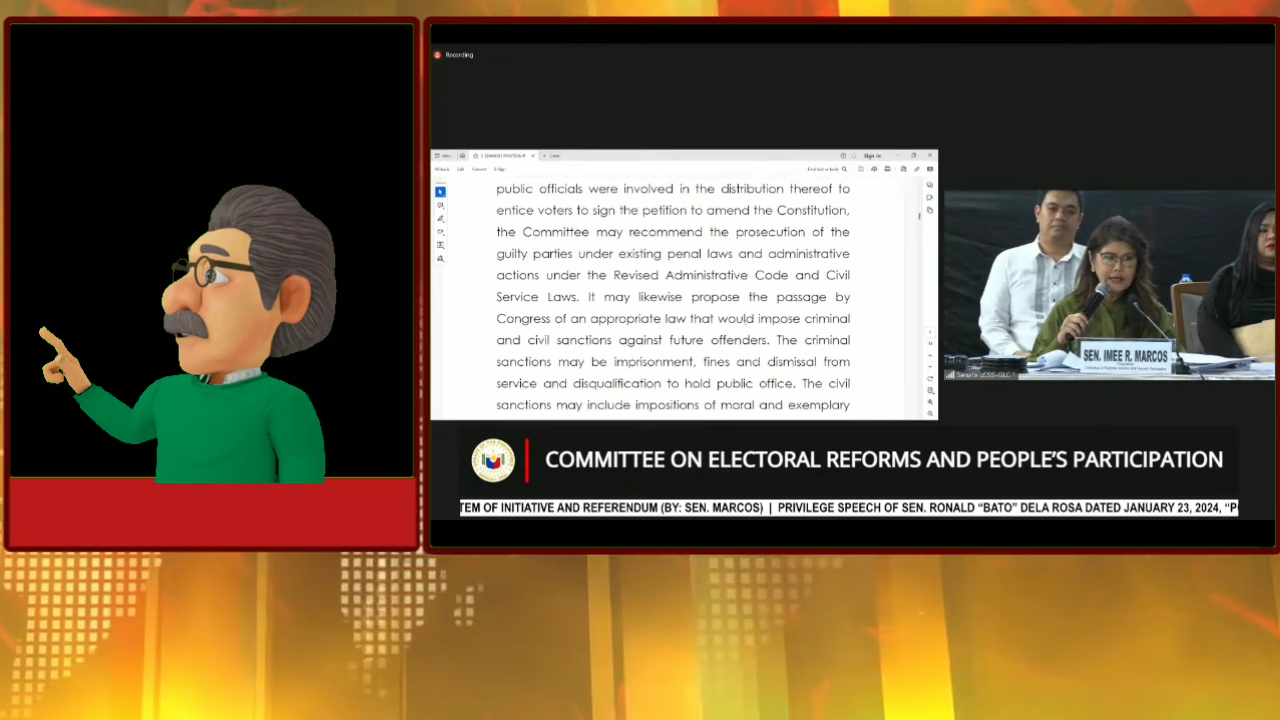 Recording
Sign in
public officials were involved in the distribution thereof to
entice voters to sign the petition to amend the Constitution,
the Committee may recommend the prosecution of the
guilty parties under existing penal laws and administrative
actions under the Revised Administrative Code and Civil
Service Laws. It may likewise propose the passage by
Congress of an appropriate law that would impose criminal
and civil sanctions against future offenders. The criminal
sanctions may be imprisonment, fines and dismissal from
service and disqualification to hold public office. The civil
sanctions may include impositions of moral and exemplary
SEN. IMEE R. MARCOS
COMMITTEE ON ELECTORAL REFORMS AND PEOPLE'S PARTICIPATION
TEM OF INITIATIVE AND REFERENDUM (BY: SEN. MARCOS) | PRIVILEGE SPEECH OF SEN. RONALD “BATO” DELA ROSA DATED JANUARY 23, 2024, “P